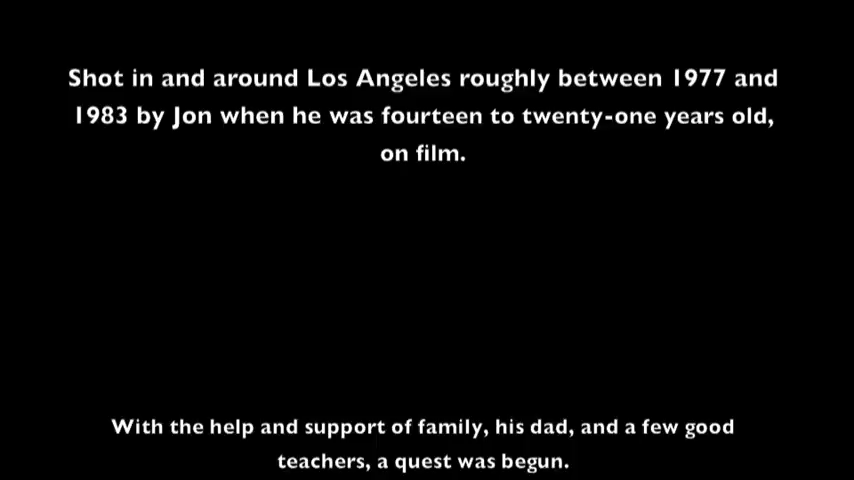 Shot in and around Los Angeles roughly between 1977 and
1983 by Jon when he was fourteen to twenty-one years old,
on film.
With the help and support of family, his dad, and a few good
teachers, a quest was begun.